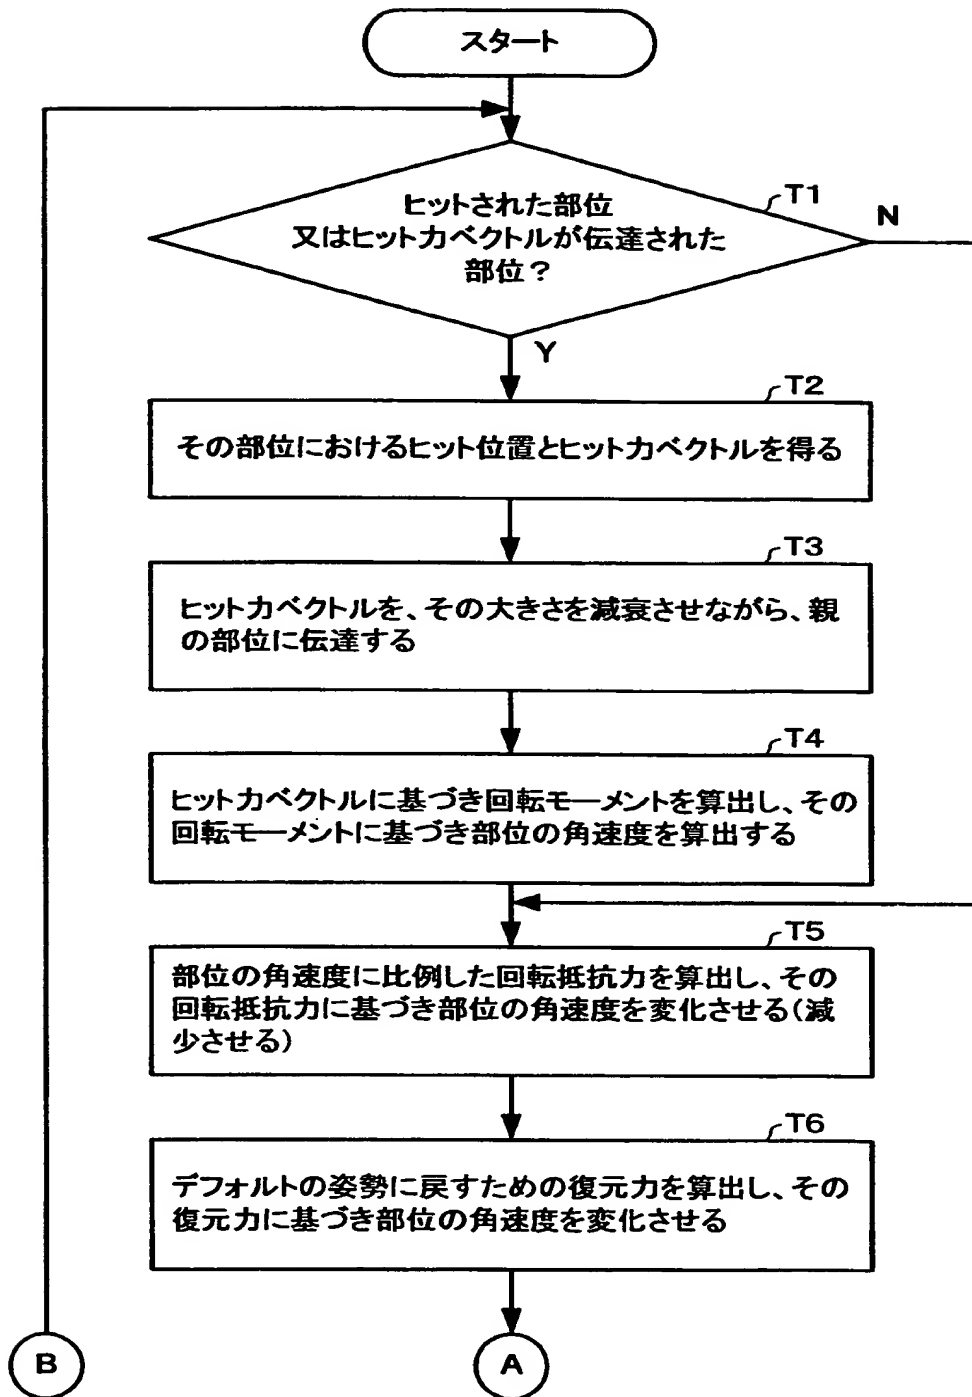 スタート
T1
ヒットされた部位
又はヒット力ベクトルが伝達された
部位？
N
Y
T2
その部位におけるヒット位置とヒット力ベクトルを得る
T3
ヒット力ベクトルを、その大きさを減衰させながら、親
の部位に伝達する
T4
ヒット力ベクトルに基づき回転モーメントを算出し、その
回転モーメントに基づき部位の角速度を算出する
T5
部位の角速度に比例した回転抵抗力を算出し、その
回転抵抗力に基づき部位の角速度を変化させる(減
少させる)
T6
デフォルトの姿勢に戻すための復元力を算出し、その
復元力に基づき部位の角速度を変化させる
B
A